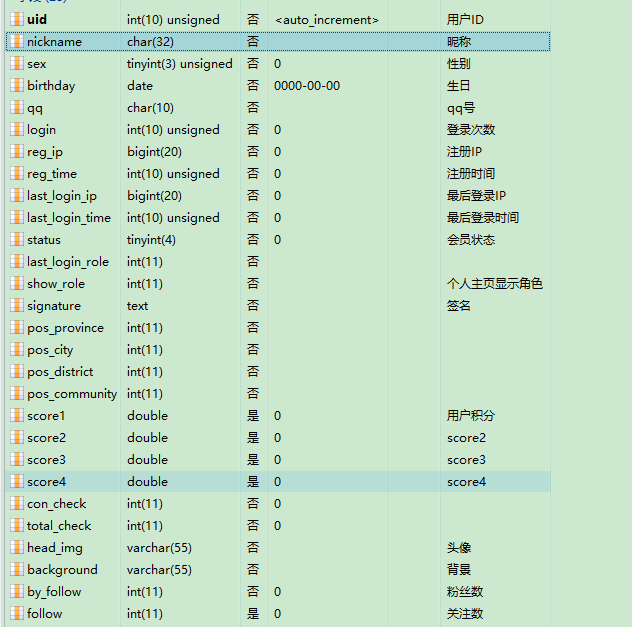 uid int(10) unsigned 否 <auto_increment> 用户ID
nickname char(32) 否 昵称
sex tinyint(3) unsigned 否 0 性别
birthday date 否 0000-00-00 生日
qq char(10) 否 qq号
login int(10) unsigned 否 0 登录次数
reg_ip bigint(20) 否 0 注册IP
reg_time int(10) unsigned 否 0 注册时间
last_login_ip bigint(20) 否 0 最后登录IP
last_login_time int(10) unsigned 否 0 最后登录时间
status tinyint(4) 否 0 会员状态
last_login_role int(11) 否
show_role int(11) 否 个人主页显示角色
signature text 否 签名
pos_province int(11) 否
pos_city int(11) 否
pos_district int(11) 否
pos_community int(11) 否
score1 double 是 0 用户积分
score2 double 是 0 score2
score3 double 是 0 score3
score4 double 是 0 score4
con_check int(11) 否 0
total_check int(11) 否 0
head_img varchar(55) 否 头像
background varchar(55) 否 背景
by_follow int(11) 否 0 粉丝数
follow int(11) 是 0 关注数